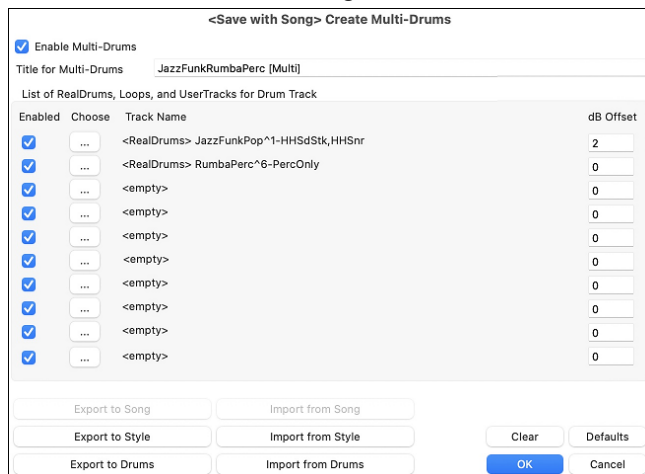 <Save with Song> Create Multi-Drums
Enable Multi-Drums
Title for Multi-Drums JazzFunkRumbaPerc [Multi]
List of RealDrums, Loops, and UserTracks for Drum Track
Enabled Choose Track Name dB Offset
... <RealDrums> JazzFunkPop^1-HHSdStk,HHSnr 2
... <RealDrums> RumbaPerc^6-PercOnly 0
... <empty> 0
... <empty> 0
... <empty> 0
... <empty> 0
... <empty> 0
... <empty> 0
... <empty> 0
... <empty> 0
Export to Song Import from Song
Export to Style Import from Style Clear Defaults
Export to Drums Import from Drums OK Cancel